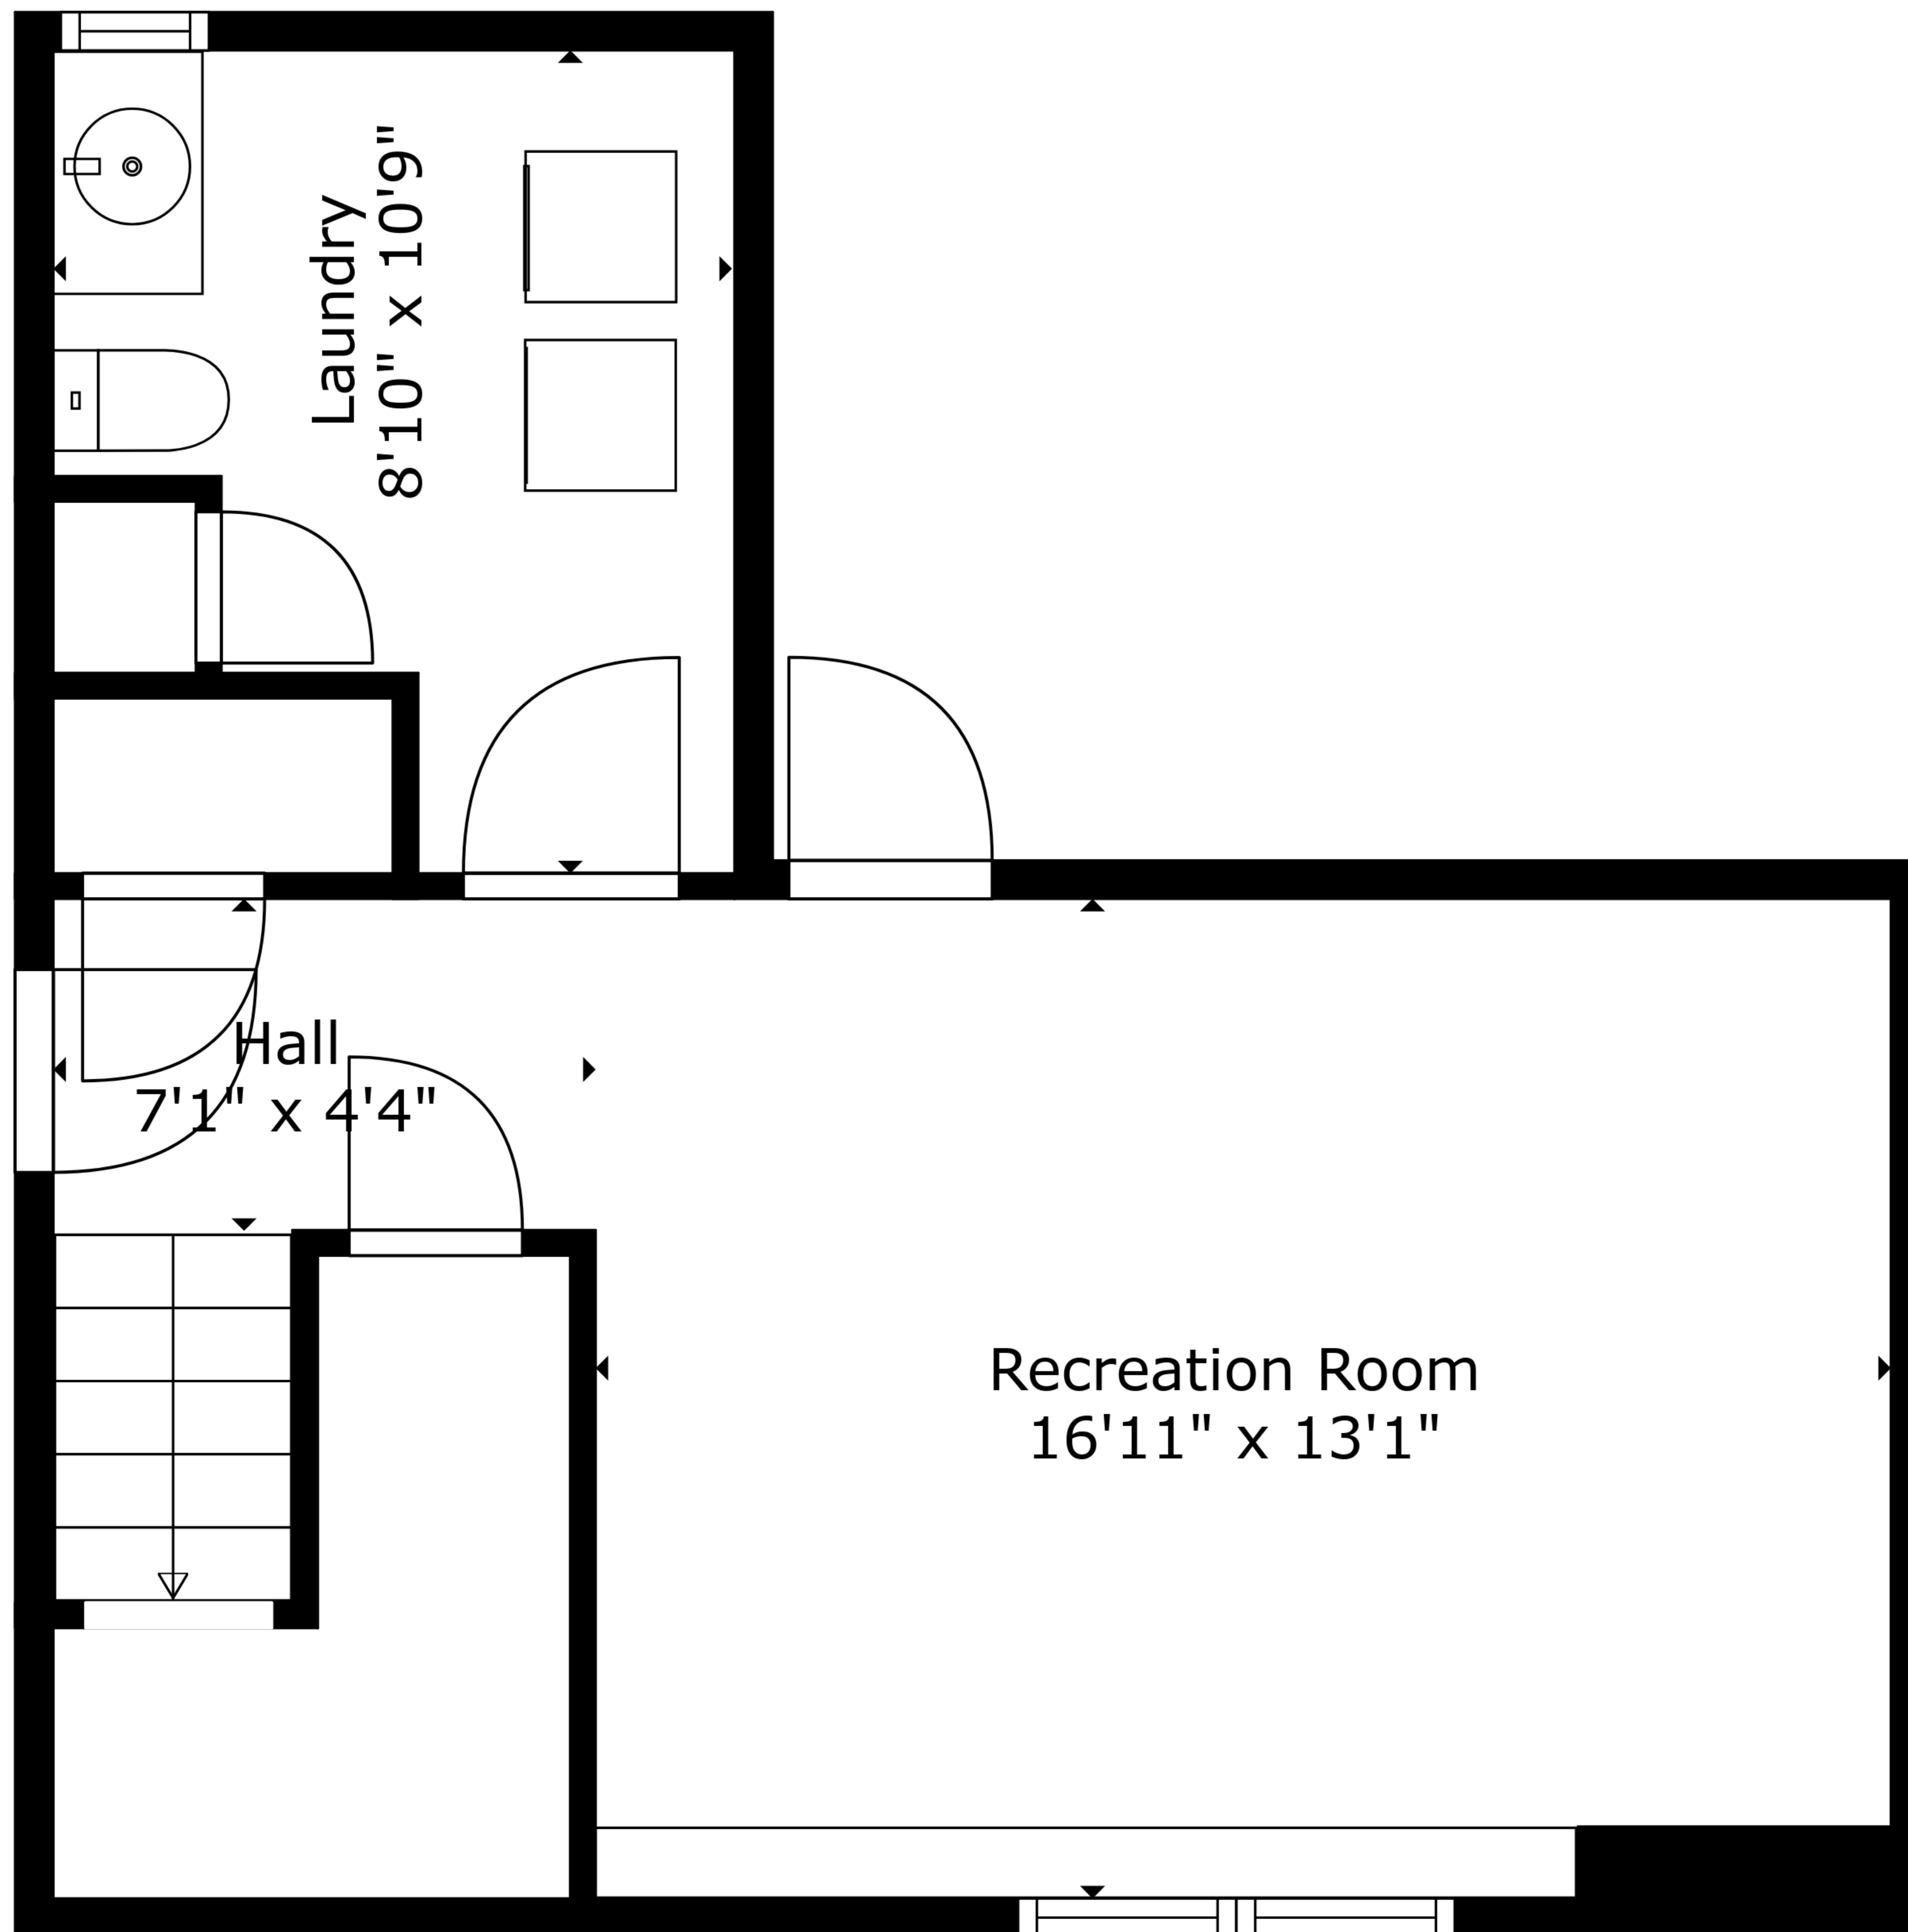 Laundry
8'10" x 10'9"
Hall
7'1" x 4'4"
Recreation Room
16'11" x 13'1"